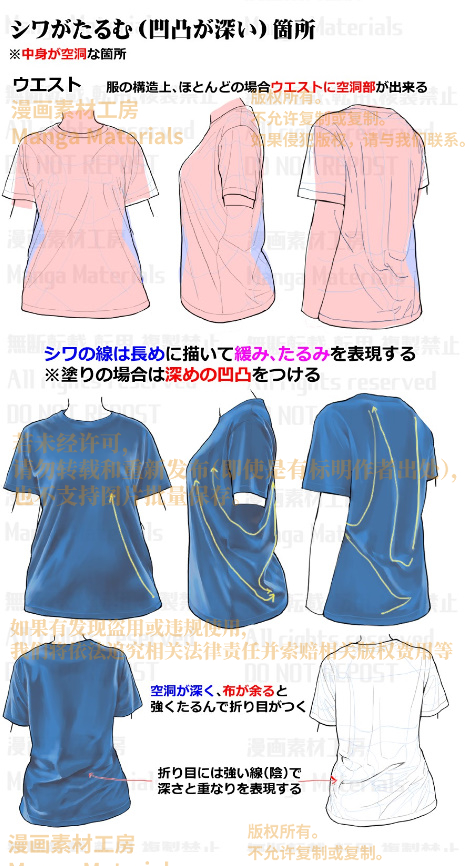 シワがたるむ（凹凸が深い）箇所
※中身が空洞な箇所
ウエスト
服の構造上、ほとんどの場合ウエストに空洞部が出来る
無断転載・転用・複製禁止
漫画素材工房
版权所有。
All rights reserved
不允许复制或复制。
Manga Materials
如果侵犯版权，请与我们联系。
DO NOT REPOST
漫画素材工房
漫画素材工房
Manga Materials
Manga Materials
無断転載・転用・複製禁止
シワの線は長めに描いて緩み、たるみを表現する
※塗りの場合は深めの凹凸をつける
All rights reserved
DO NOT REPOST
若未经许可，
请勿转载和重新发布（即使是有标明作者出处），
也不支持图片批量保存
Manga Materials
如果有发现盗用或违规使用，
我们将依法追究相关法律责任并索赔相关版权费用等
DO NOT REPOST
空洞が深く、布が余ると
強くたるんで折り目がつく
折り目には強い線（陰）で
深さと重なりを表現する
漫画素材工房
版权所有。
不允许复制或复制。